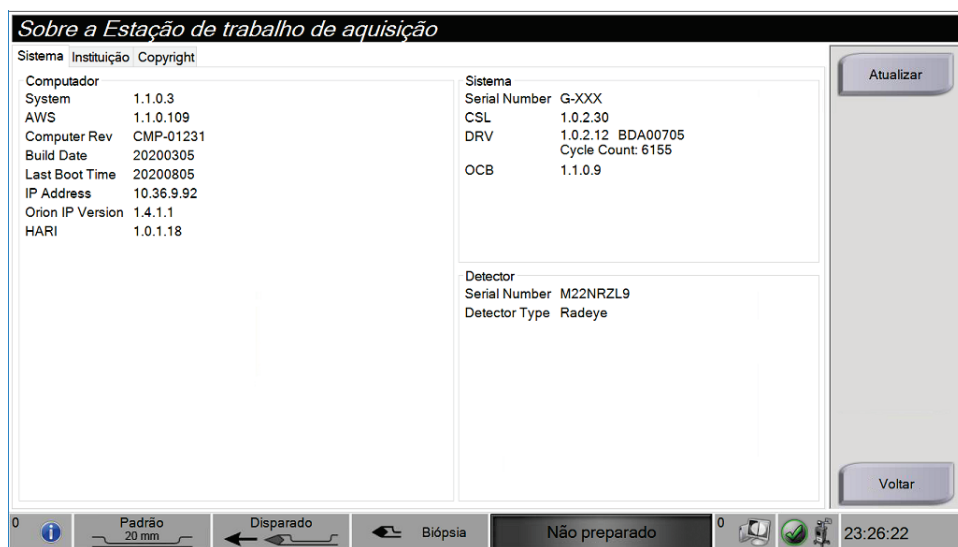 Sobre a Estação de trabalho de aquisição
Sistema Instituição Copyright
Computador
System 1.1.0.3
AWS 1.1.0.109
Computer Rev CMP-01231
Build Date 20200305
Last Boot Time 20200805
IP Address 10.36.9.92
Orion IP Version 1.4.1.1
HARI 1.0.1.18
Sistema
Serial Number G-XXX
CSL 1.0.2.30
DRV 1.0.2.12 BDA00705
Cycle Count: 6155
OCB 1.1.0.9
Detector
Serial Number M22NRZL9
Detector Type Radeye
Atualizar
Voltar
0
Padrão
20 mm
Disparado
Biópsia
Não preparado
0
23:26:22